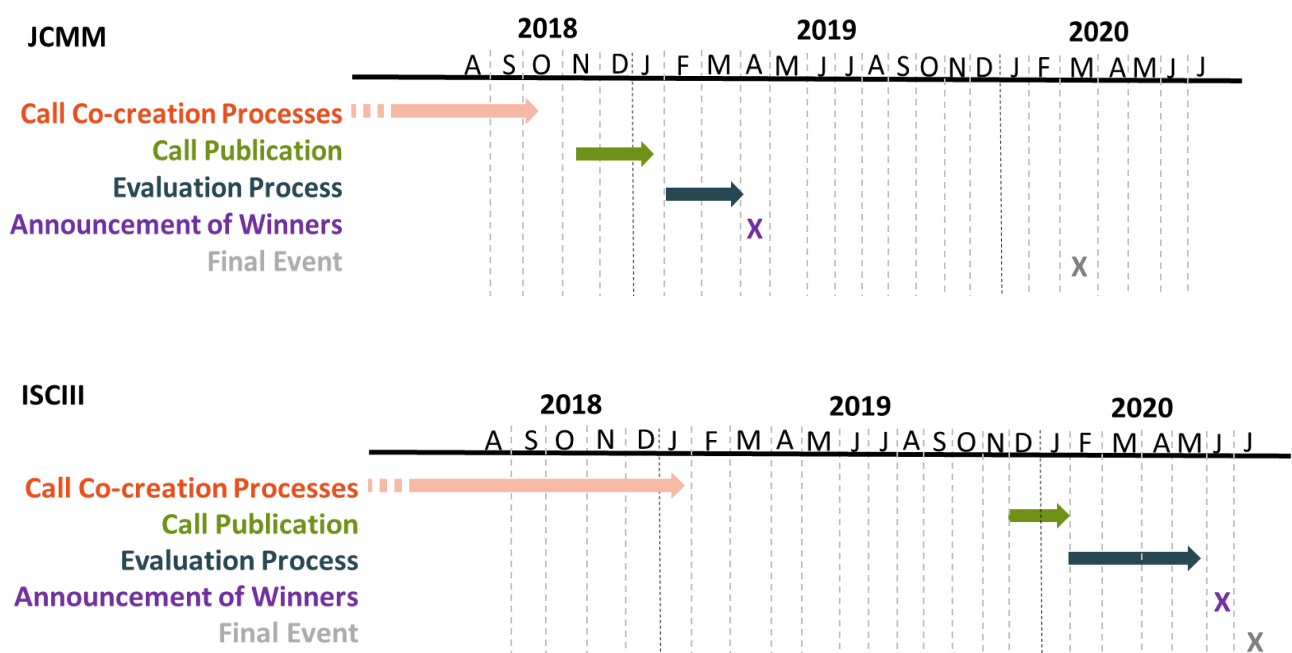 JCMM
2018 2019 2020
A S O N D J F M A M J J A S O N D J F M A M J J
Call Co-creation Processes
Call Publication
Evaluation Process
Announcement of Winners
X
Final Event
X
ISCIII
2018 2019 2020
A S O N D J F M A M J J A S O N D J F M A M J J
Call Co-creation Processes
Call Publication
Evaluation Process
Announcement of Winners
X
Final Event
X